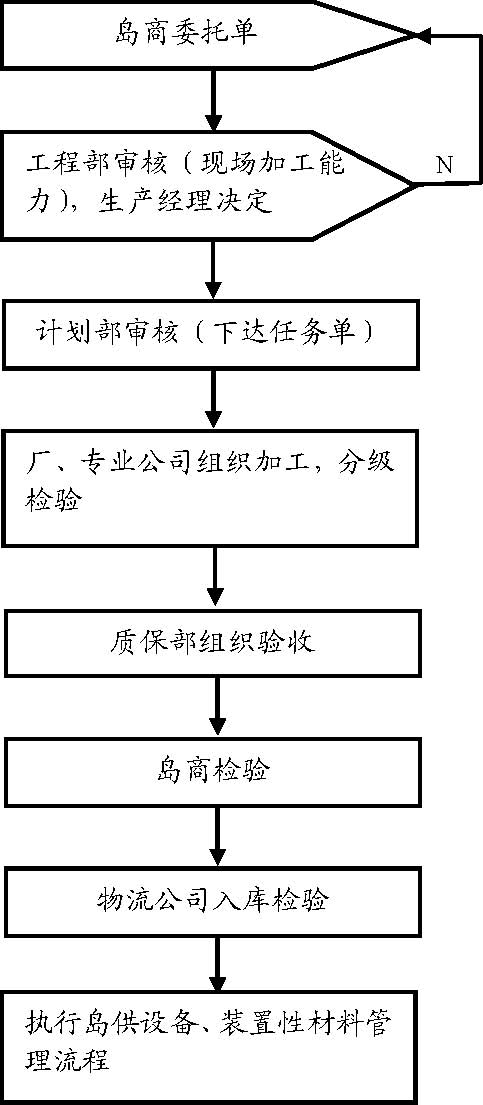 岛商委托单
工程部审核（现场加工能
力），生产经理决定
N
计划部审核（下达任务单）
厂、专业公司组织加工，分级
检验
质保部组织验收
岛商检验
物流公司入库检验
执行岛供设备、装置性材料管
理流程